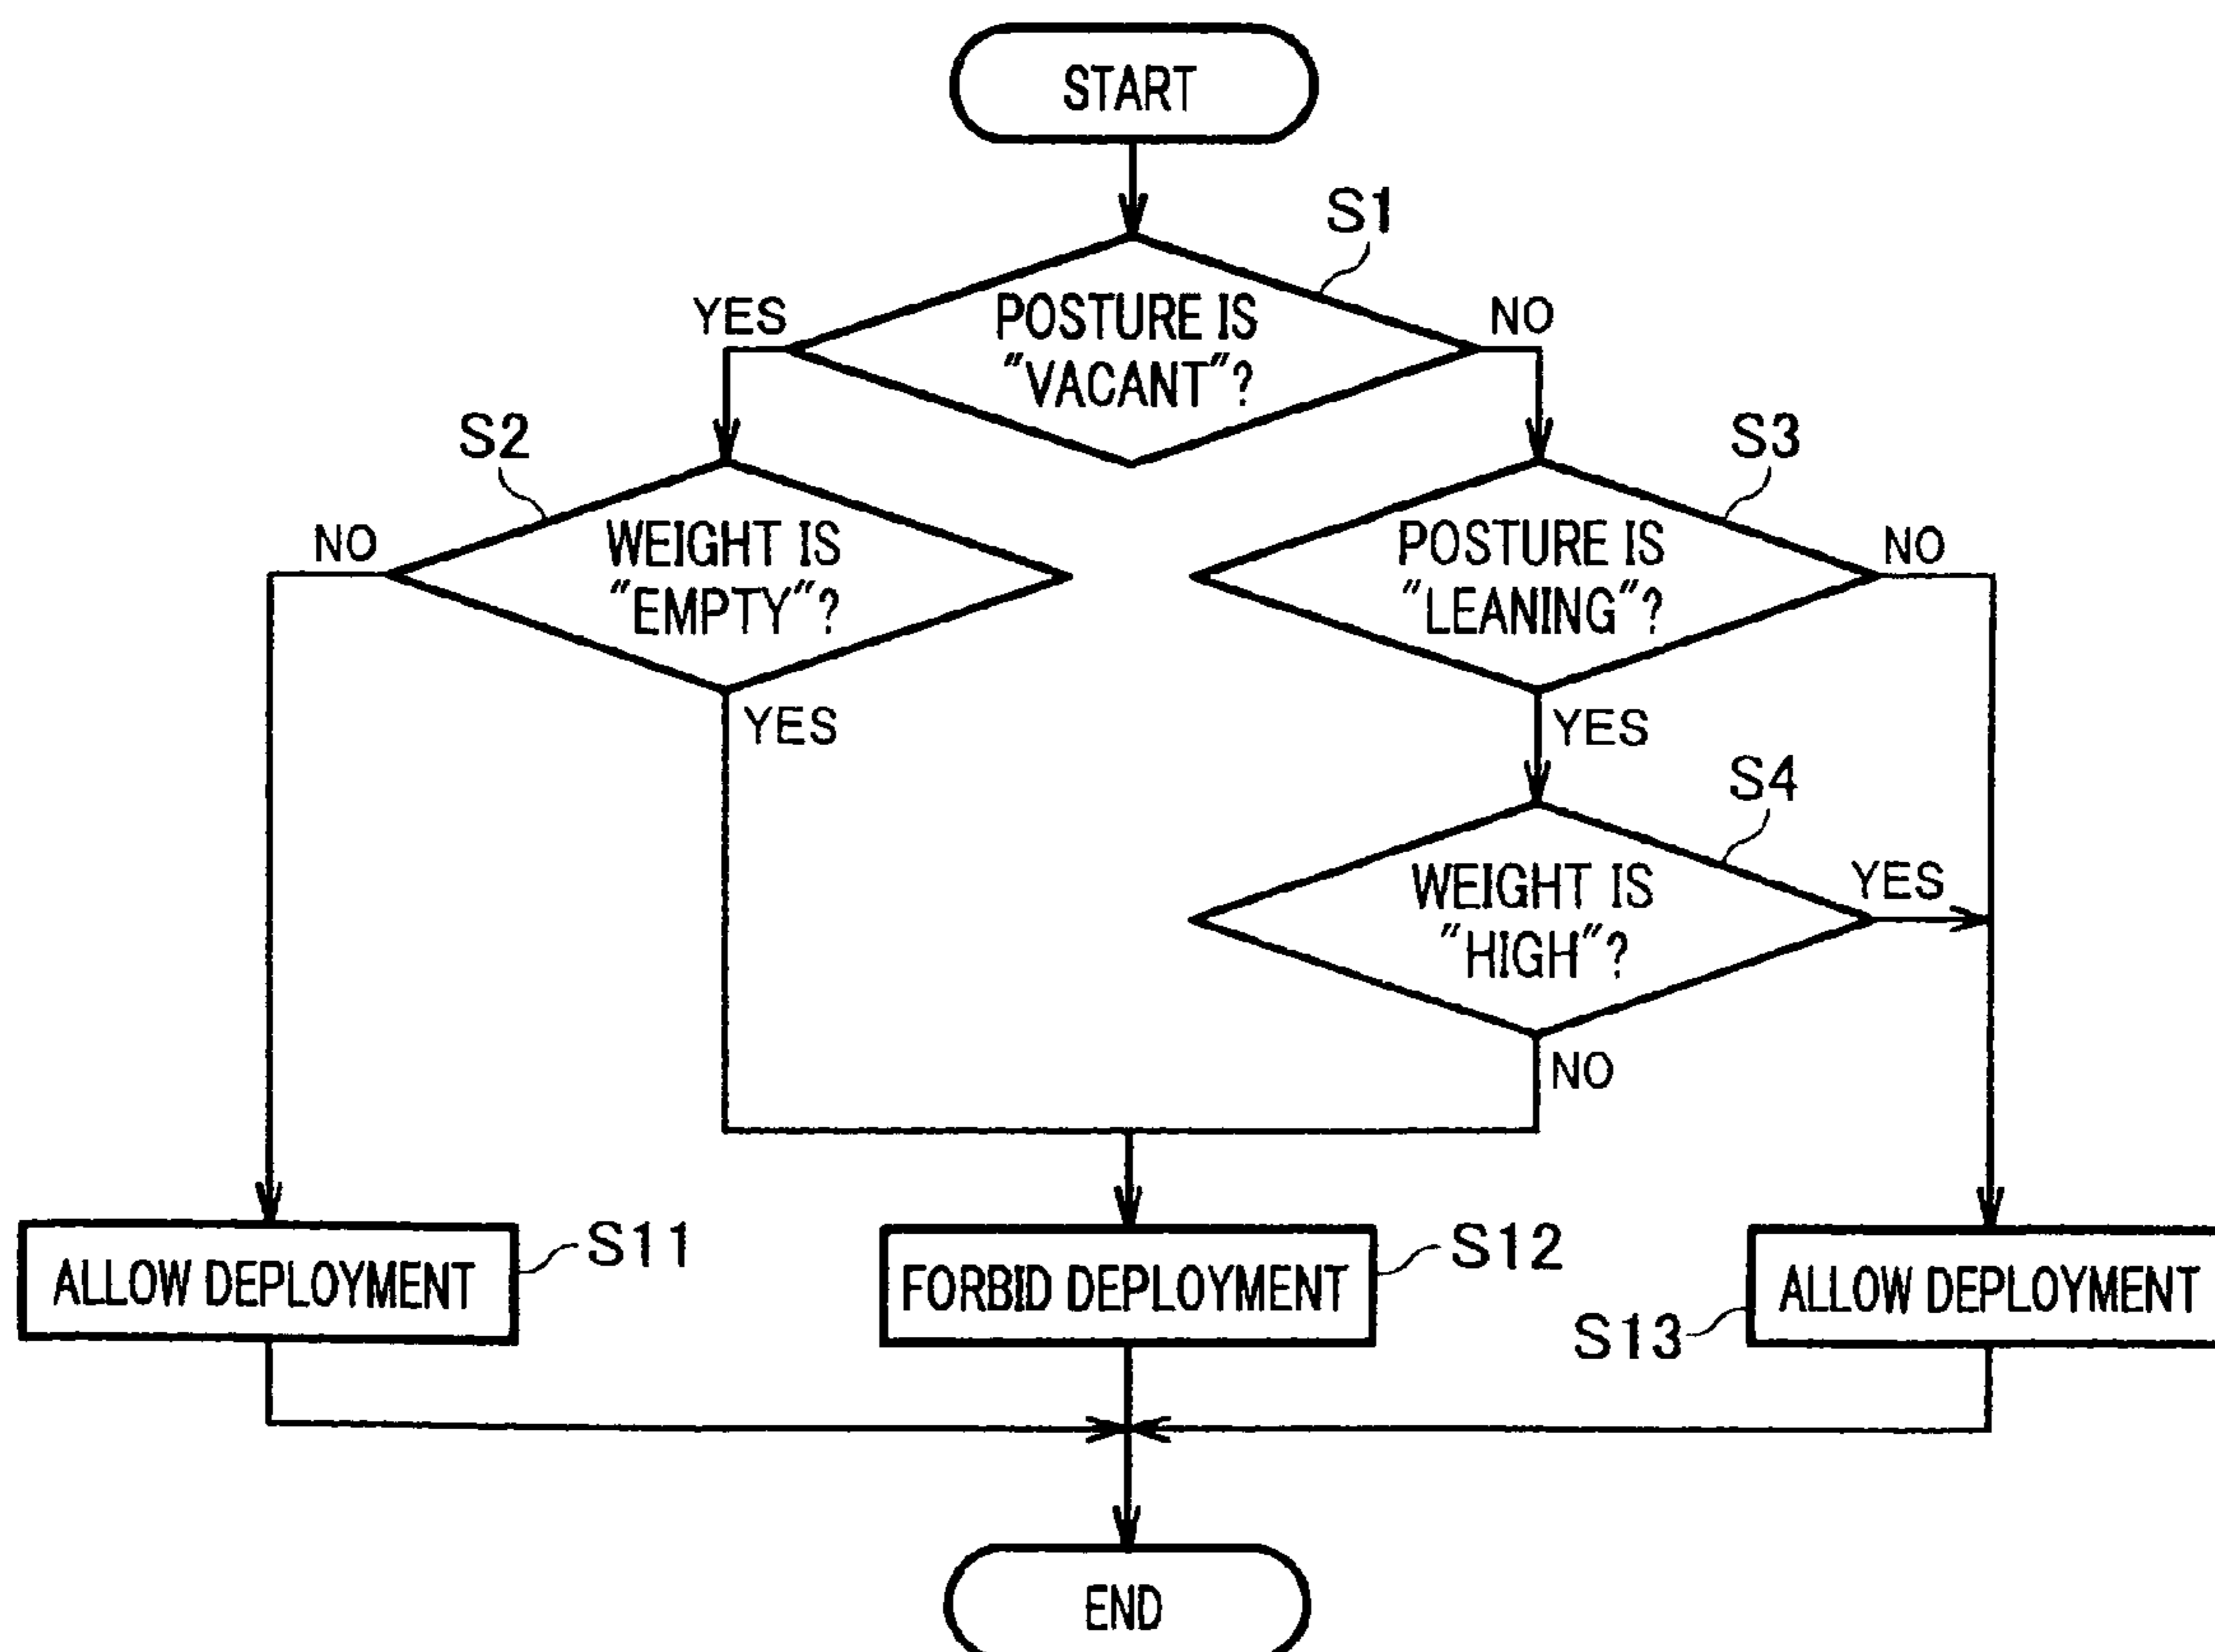 START
S1
YES
NO
POSTURE IS
"VACANT"?
S2
S3
NO
WEIGHT IS
"EMPTY"?
POSTURE IS
"LEANING"?
NO
YES
YES
S4
WEIGHT IS
"HIGH"?
YES
NO
ALLOW DEPLOYMENT
S11
FORBID DEPLOYMENT
S12
ALLOW DEPLOYMENT
S13
END